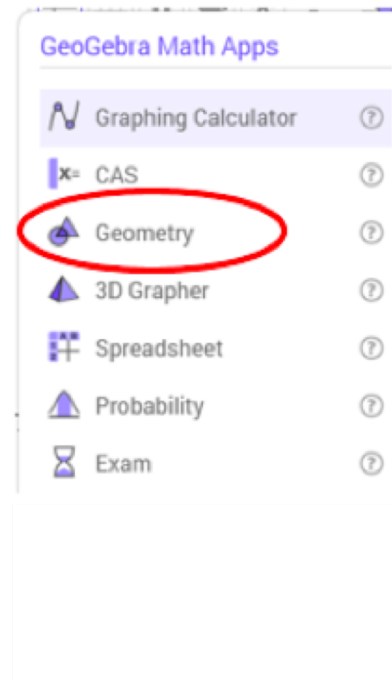 GeoGebra Math Apps
Graphing Calculator ?
x= CAS ?
Geometry ?
3D Grapher ?
Spreadsheet ?
Probability ?
Exam ?